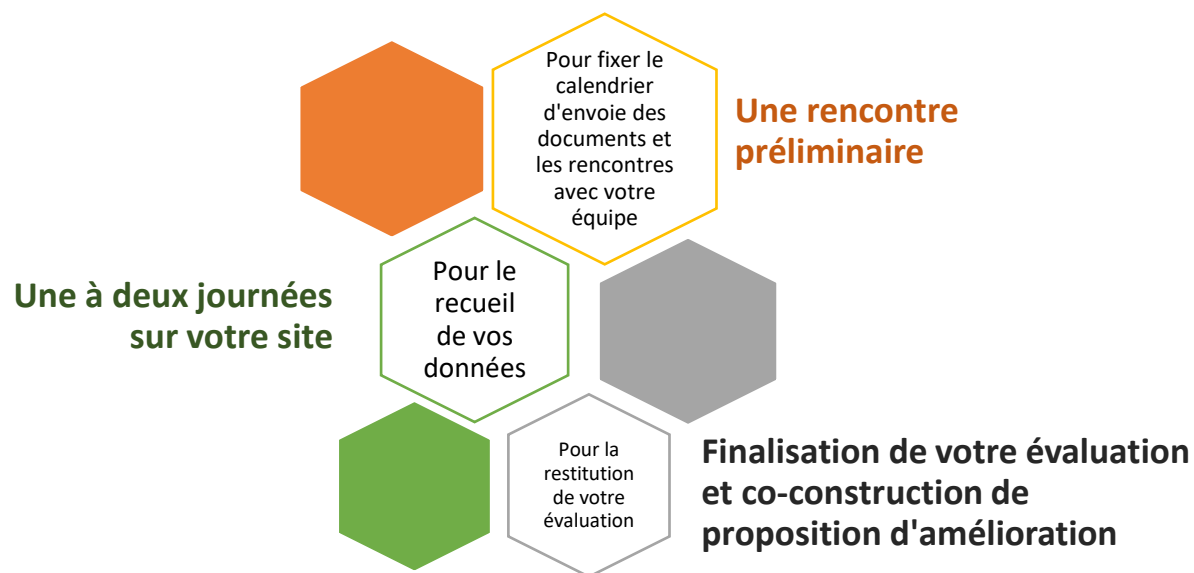 Pour fixer le
calendrier
d'envoie des
documents et
les rencontres
avec votre
équipe
Une rencontre
préliminaire
Une à deux journées
sur votre site
Pour le
recueil
de vos
données
Pour la
restitution
de votre
évaluation
Finalisation de votre évaluation
et co-construction de
proposition d'amélioration